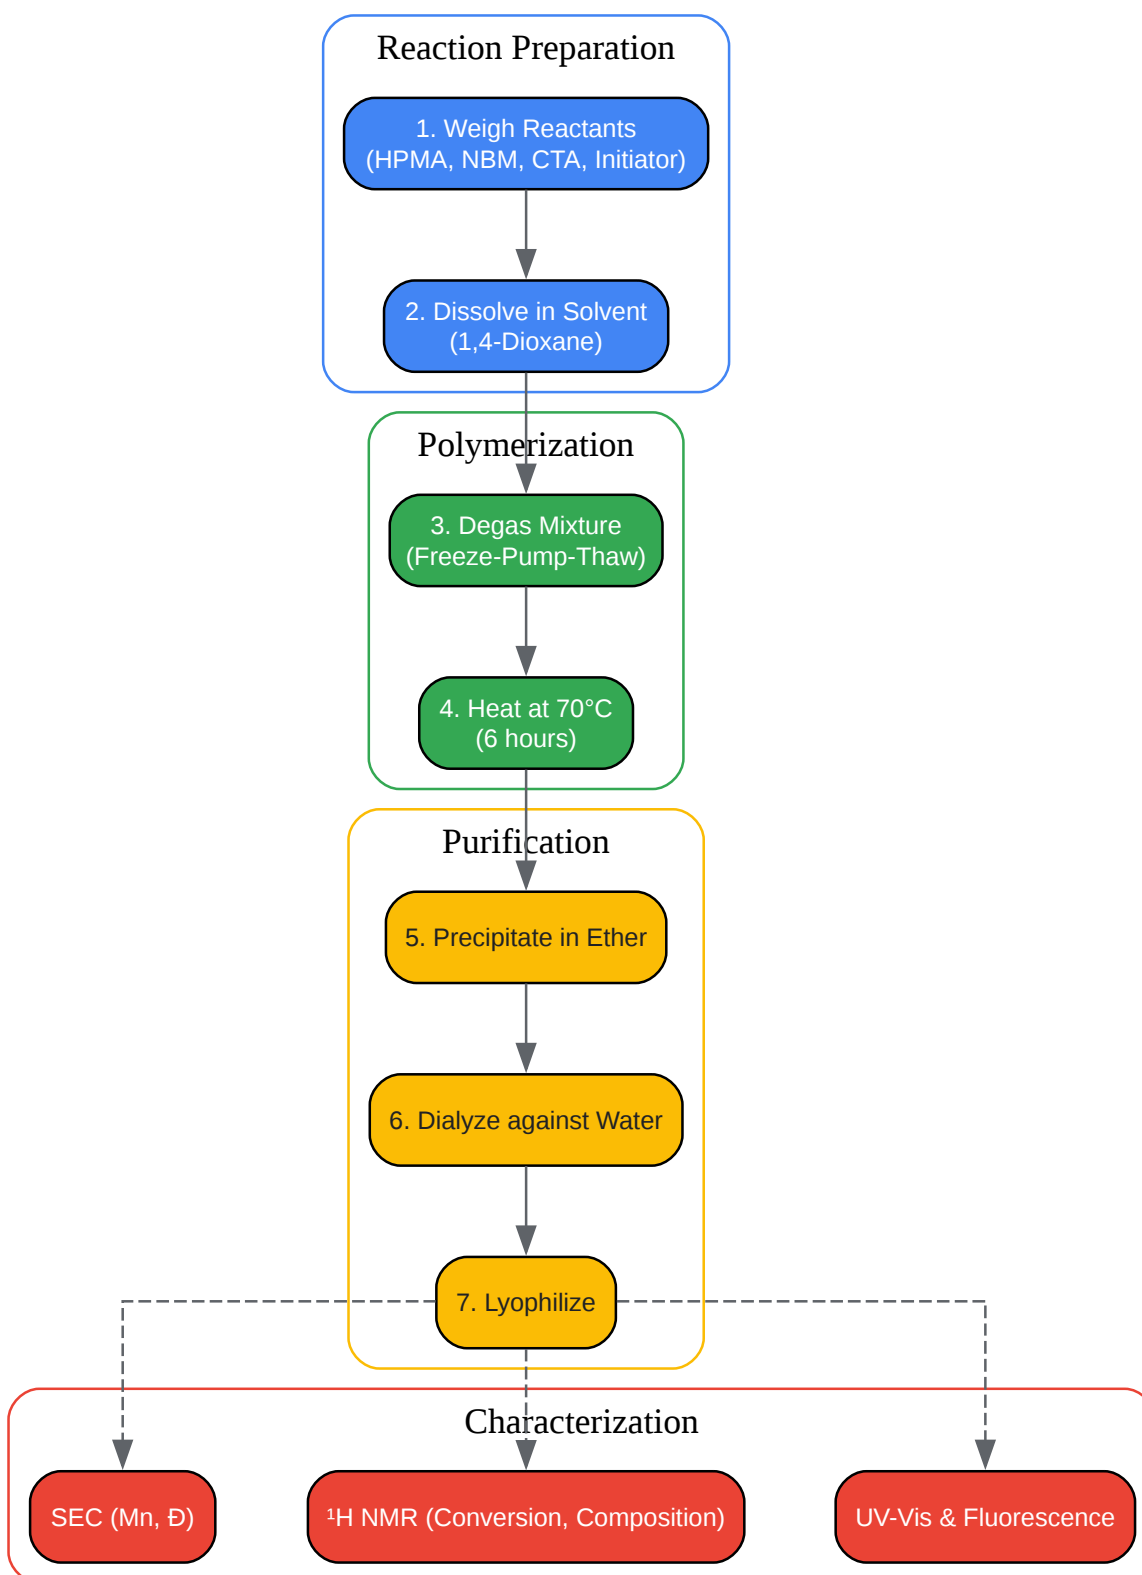 Reaction Preparation
1. Weigh Reactants
(HPMA, NBM, CTA, Initiator)
2. Dissolve in Solvent
(1,4-Dioxane)
Polymerization
3. Degas Mixture
(Freeze-Pump-Thaw)
4. Heat at 70°C
(6 hours)
Purification
5. Precipitate in Ether
6. Dialyze against Water
7. Lyophilize
Characterization
SEC (Mn, Đ)
¹H NMR (Conversion, Composition)
UV-Vis & Fluorescence